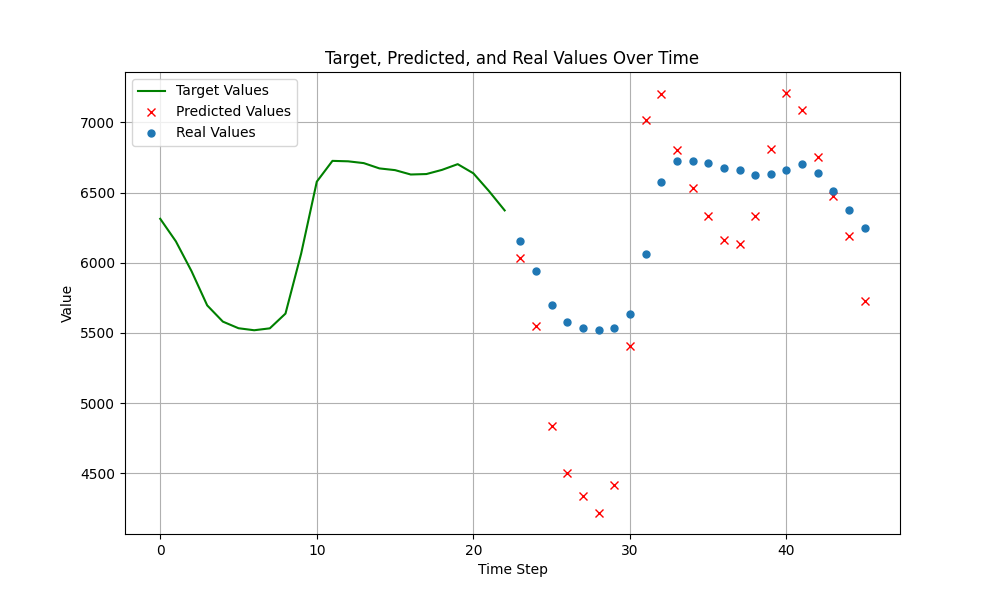 Target, Predicted, and Real Values Over Time
Target Values
Predicted Values
Real Values
Value
7000
6500
6000
5500
5000
4500
0 10 20 30 40
Time Step